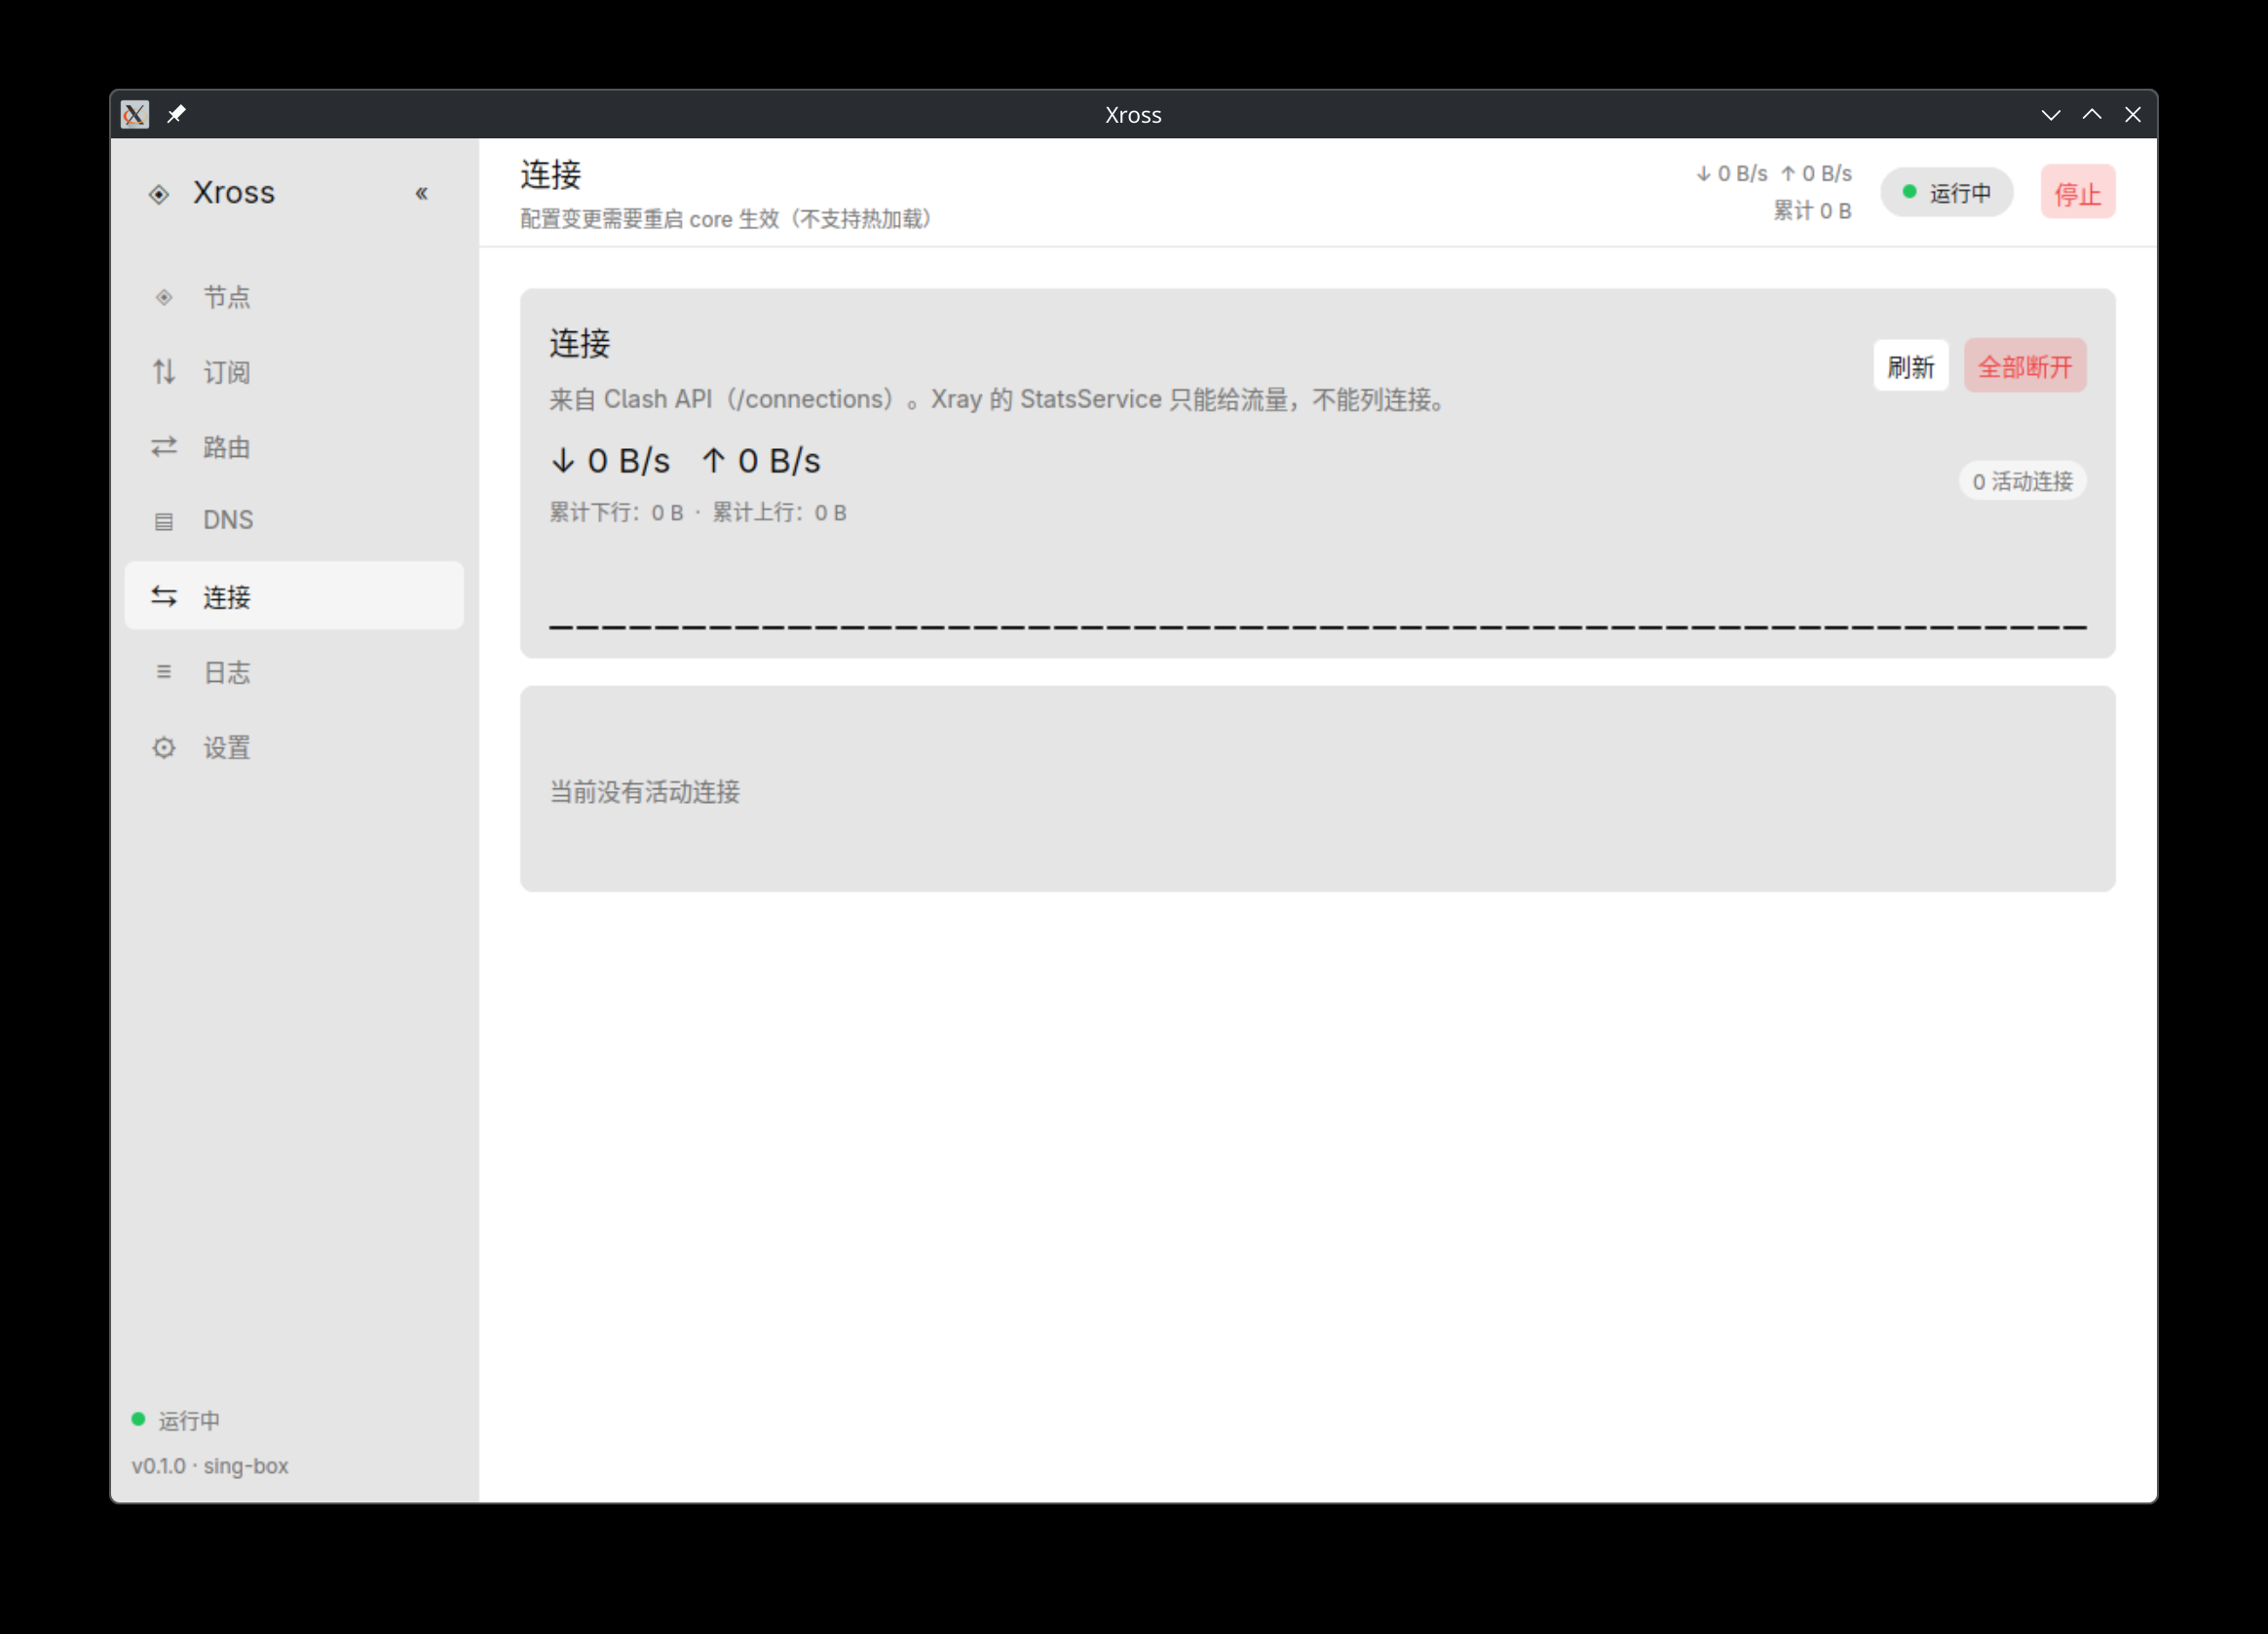 Xross
Xross
«
节点
订阅
路由
DNS
连接
日志
设置
运行中
v0.1.0 · sing-box
连接
配置变更需要重启 core 生效（不支持热加载）
↓ 0 B/s ↑ 0 B/s
累计 0 B
运行中
停止
连接
来自 Clash API（/connections）。Xray 的 StatsService 只能给流量，不能列连接。
刷新
全部断开
↓ 0 B/s ↑ 0 B/s
累计下行：0 B · 累计上行：0 B
0 活动连接
当前没有活动连接